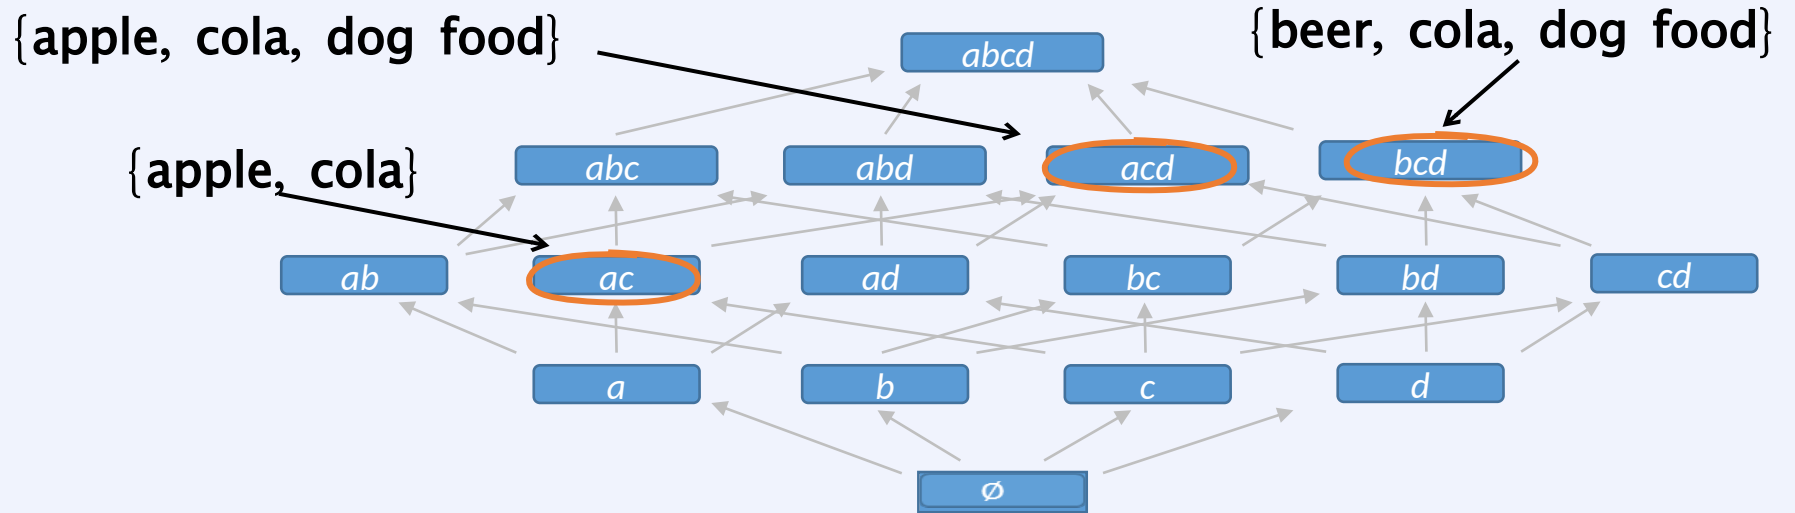 {apple, cola, dog food}
{beer, cola, dog food}
abcd
{apple, cola}
abc
abd
acd
bcd
ab
ac
ad
bc
bd
cd
a
b
c
d
∅